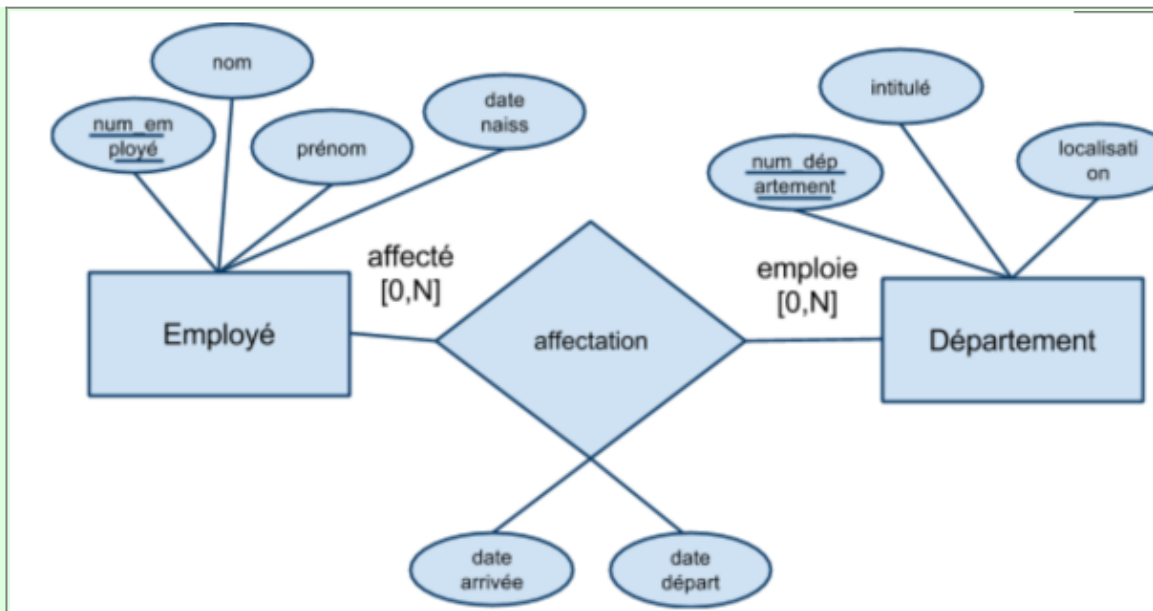 nom
num_em
ployé
prénom
date
naiss
intitulé
num_dép
artement
localisati
on
affecté
[0,N]
emploie
[0,N]
Employé
affectation
Département
date
arrivée
date
départ